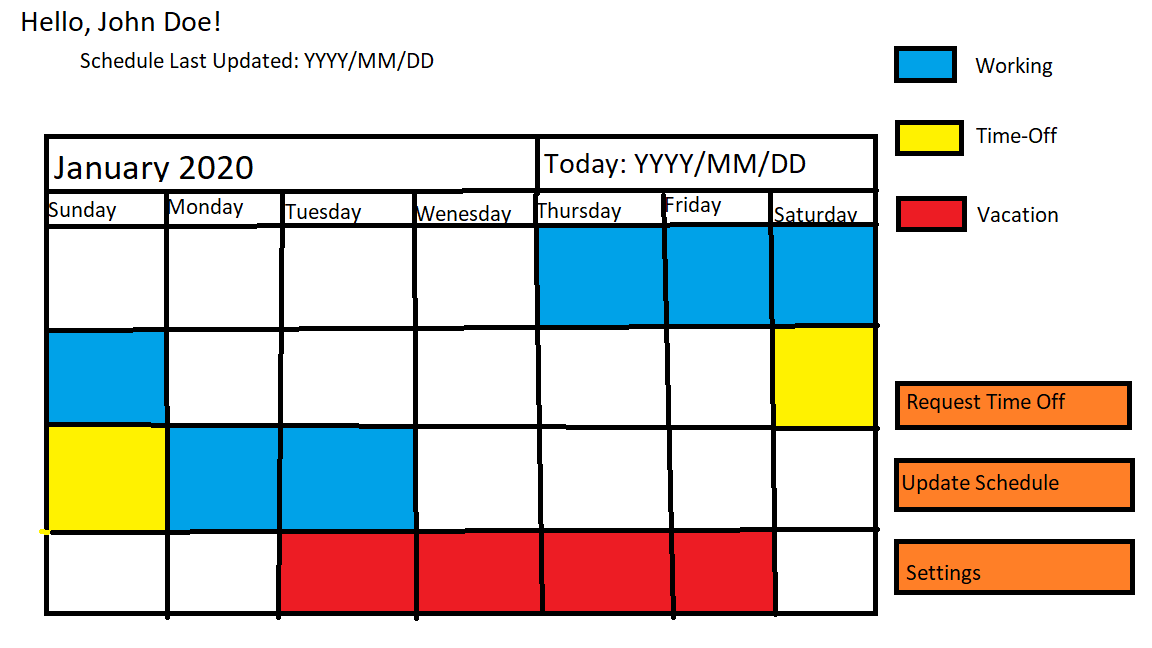 Hello, John Doe!
Schedule Last Updated: YYYY/MM/DD
Working
Time-Off
Vacation
January 2020
Today: YYYY/MM/DD
Sunday Monday Tuesday Wenesday Thursday Friday Saturday
Request Time Off
Update Schedule
Settings